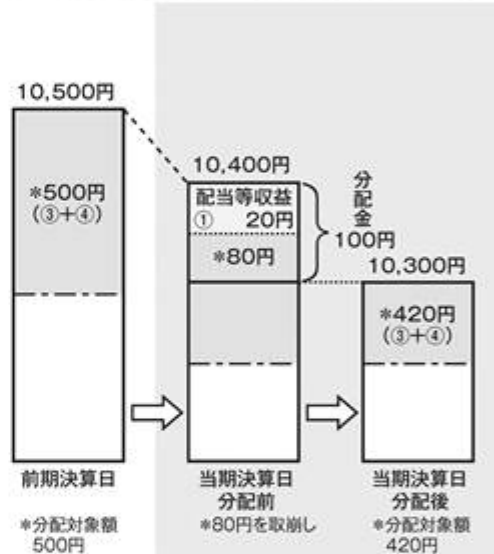 10,500円
*500円
(③+④)
10,400円
配当等収益
① 20円
*80円
分配金
100円
10,300円
*420円
(③+④)
前期決算日
*分配対象額
500円
当期決算日
分配前
*80円を取崩し
当期決算日
分配後
*分配対象額
420円